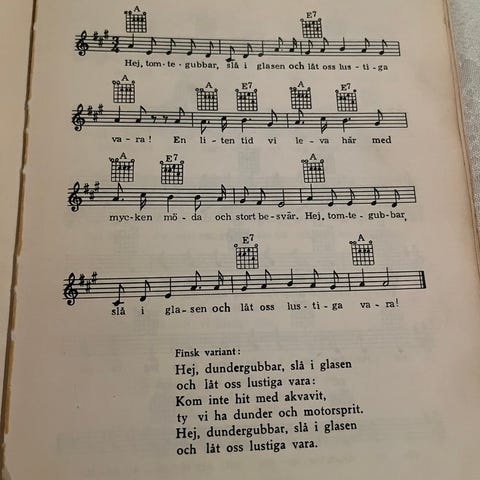 A E7
Hej, tom-te-gubbar, slå i glasen och låt oss lus-ti-ga
A A E7 A E7
va-ra! En li-ten tid vi le-va här med
A E7 A
myc-ken mö-da och stort be-svär. Hej, tom-te-gub-bar,
E7 A
slå i gla-sen och låt oss lus-ti-ga va-ra!
Finsk variant:
Hej, dundergubbar, slå i glasen
och låt oss lustiga vara:
Kom inte hit med akvavit,
ty vi ha dunder och motorsprit.
Hej, dundergubbar, slå i glasen
och låt oss lustiga vara.